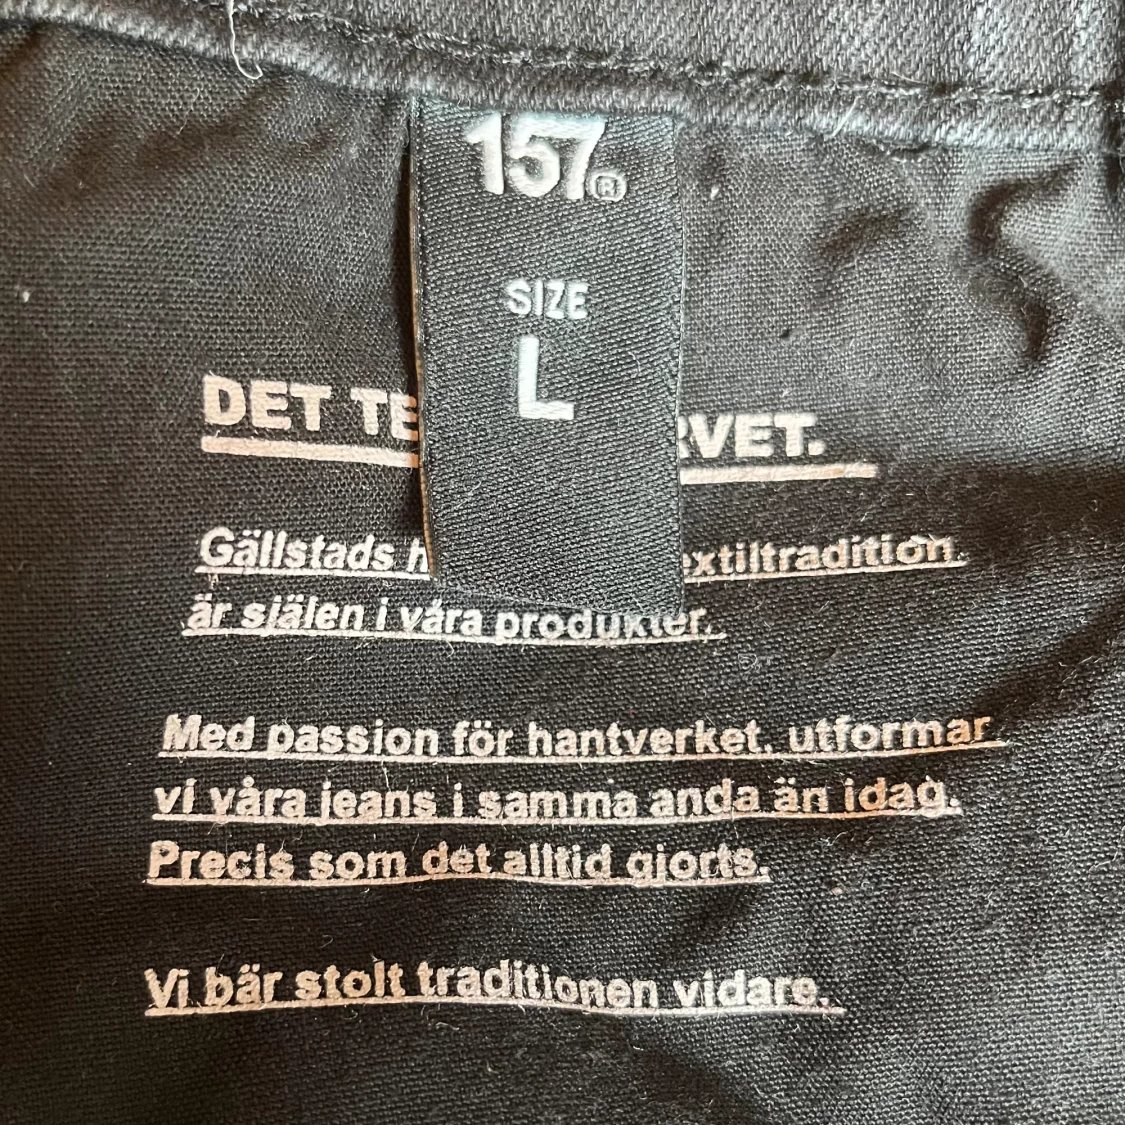 157®
SIZE
L
DET TE RVET.
Gällstads h extiltradition
är själen i våra produkter.
Med passion för hantverket, utformar
vi våra jeans i samma anda än idag.
Precis som det alltid gjorts.
Vi bär stolt traditionen vidare.